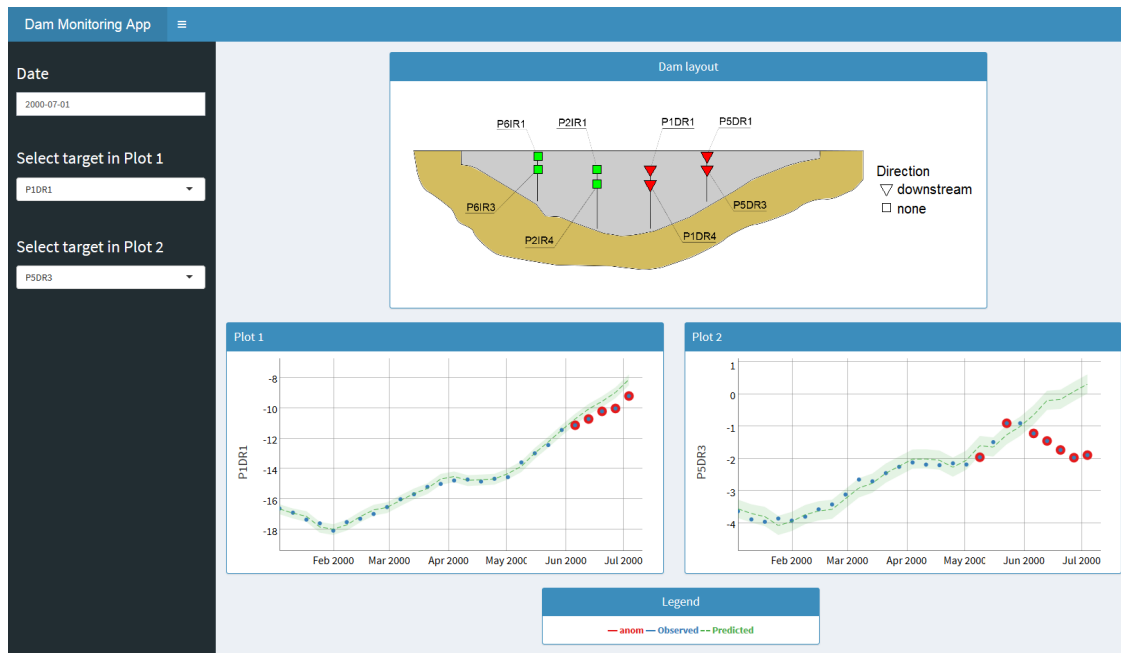 Dam Monitoring App ≡
Date
2000-07-01
Select target in Plot 1
P1DR1
Select target in Plot 2
P5DR3
Dam layout
P6IR1 P2IR1 P1DR1 P5DR1
P6IR3 P2IR4 P1DR4 P5DR3
Direction
downstream
none
Plot 1
-8
-10
-12
-14
-16
-18
P1DR1
Feb 2000 Mar 2000 Apr 2000 May 2000 Jun 2000 Jul 2000
Plot 2
1
0
-1
-2
-3
-4
P5DR3
Feb 2000 Mar 2000 Apr 2000 May 2000 Jun 2000 Jul 2000
Legend
anom Observed Predicted